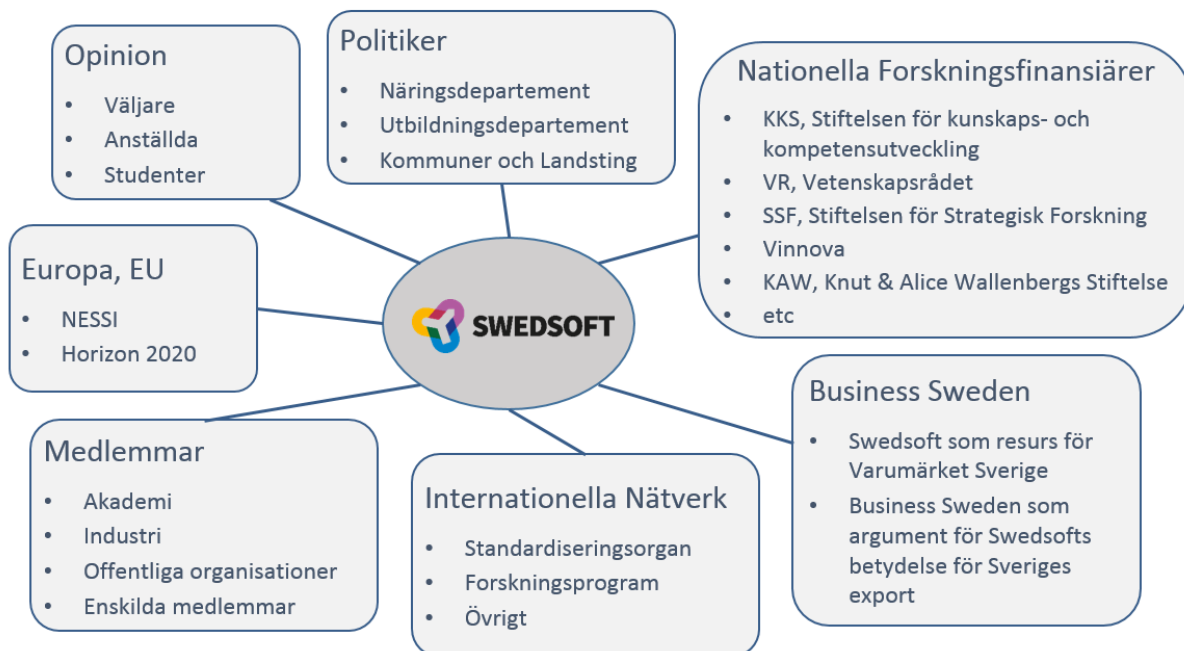 Opinion
• Väljare
• Anställda
• Studenter
Politiker
• Näringsdepartement
• Utbildningsdepartement
• Kommuner och Landsting
Nationella Forskningsfinansiärer
• KKS, Stiftelsen för kunskaps- och
kompetensutveckling
• VR, Vetenskapsrådet
• SSF, Stiftelsen för Strategisk Forskning
• Vinnova
• KAW, Knut & Alice Wallenbergs Stiftelse
• etc
Europa, EU
• NESSI
• Horizon 2020
SWEDSOFT
Business Sweden
• Swedsoft som resurs för
Varumärket Sverige
• Business Sweden som
argument för Swedsofts
betydelse för Sveriges
export
Medlemmar
• Akademi
• Industri
• Offentliga organisationer
• Enskilda medlemmar
Internationella Nätverk
• Standardiseringsorgan
• Forskningsprogram
• Övrigt